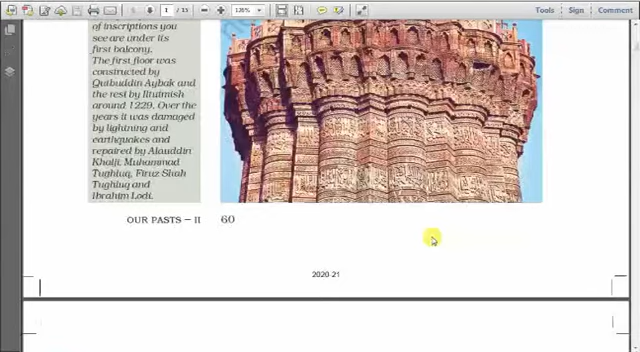 1 / 15
126%
Tools
Sign
Comment
of inscriptions you
see are under its
first balcony.
The first floor was
constructed by
Qutbuddin Aybak and
the rest by Iltutmish
around 1229. Over the
years it was damaged
by lightning and
earthquakes and
repaired by Alauddin
Khalji, Muhammad
Tughluq, Firuz Shah
Tughluq and
Ibrahim Lodi.
OUR PASTS – II 60
2020-21